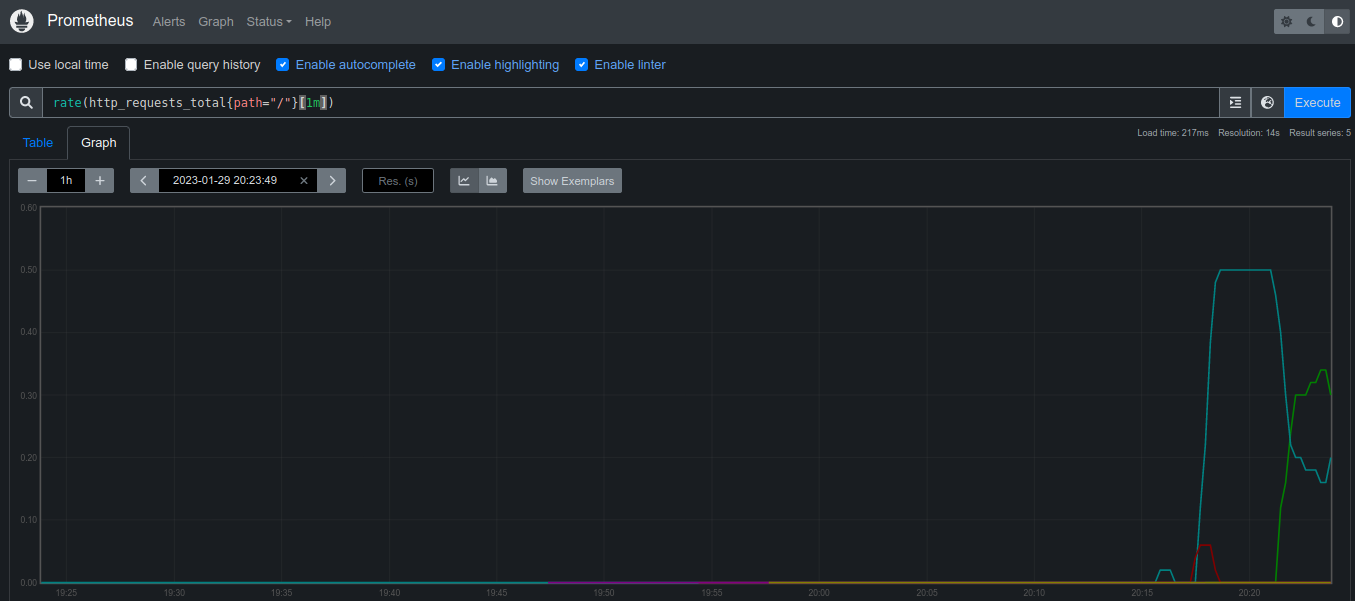 Prometheus Alerts Graph Status Help
Use local time Enable query history Enable autocomplete Enable highlighting Enable linter
rate(http_requests_total{path="/"}[1m]) Execute
Table Graph Load time: 217ms Resolution: 14s Result series: 5
1h 2023-01-29 20:23:49 Res. (s) Show Exemplars
0.60
0.50
0.40
0.30
0.20
0.10
0.00
19:25 19:30 19:35 19:40 19:45 19:50 19:55 20:00 20:05 20:10 20:15 20:20